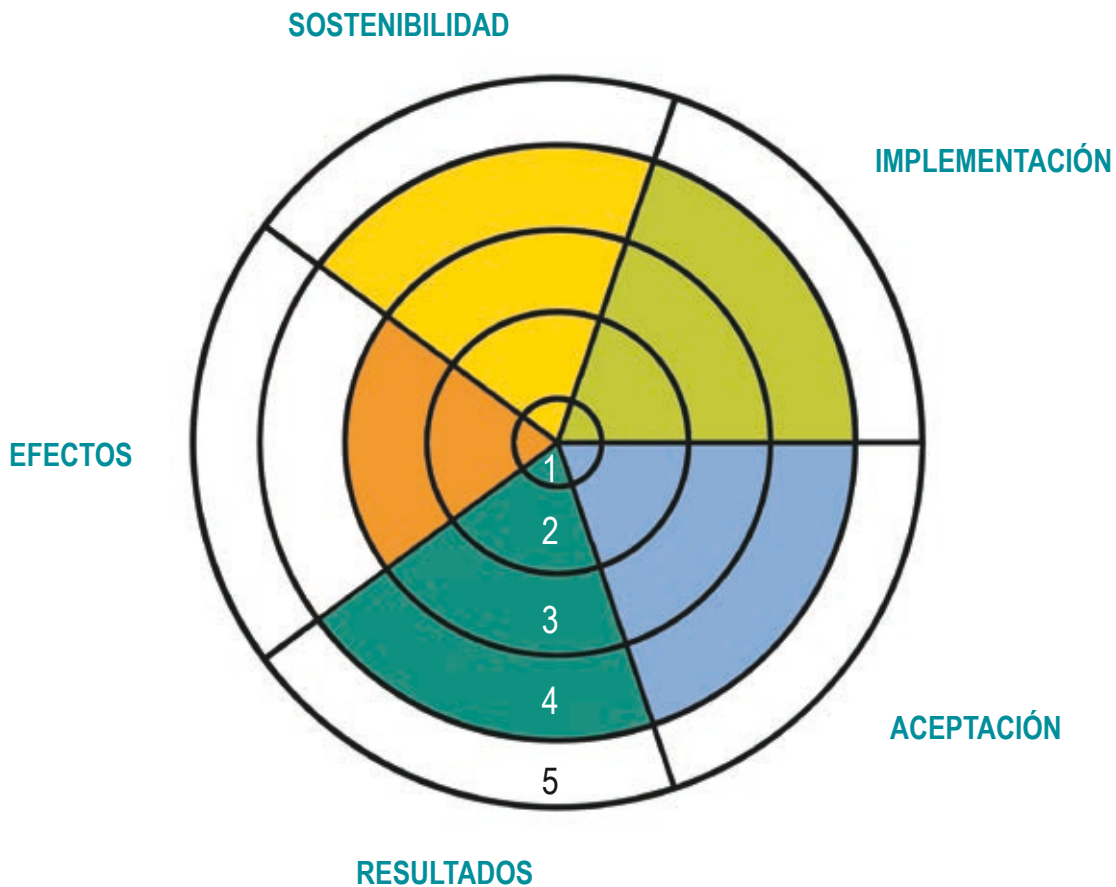 SOSTENIBILIDAD
IMPLEMENTACIÓN
EFECTOS
1
2
3
4
5
ACEPTACIÓN
RESULTADOS